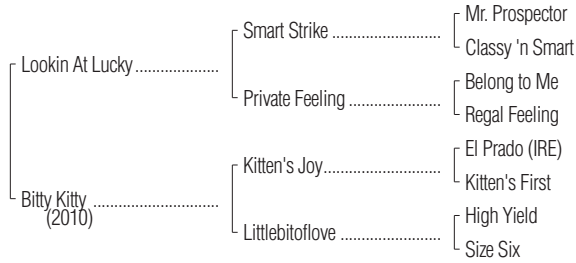 Mr. Prospector
Smart Strike ........................
Classy 'n Smart
Lookin At Lucky ....................
Belong to Me
Private Feeling .....................
Regal Feeling
El Prado (IRE)
Kitten's Joy..........................
Kitten's First
Bitty Kitty .............................
(2010)
High Yield
Littlebitoflove .......................
Size Six